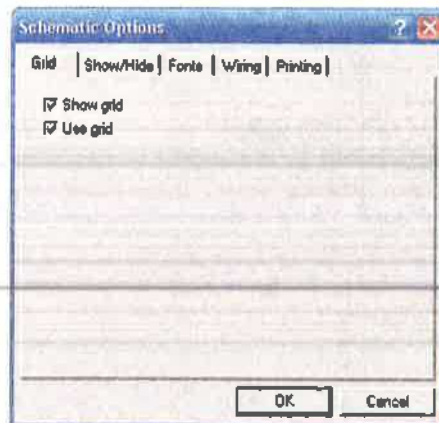 Schematic Options
Grid Show/Hide Fonts Wiring Printing
Show grid
Use grid
OK Cancel